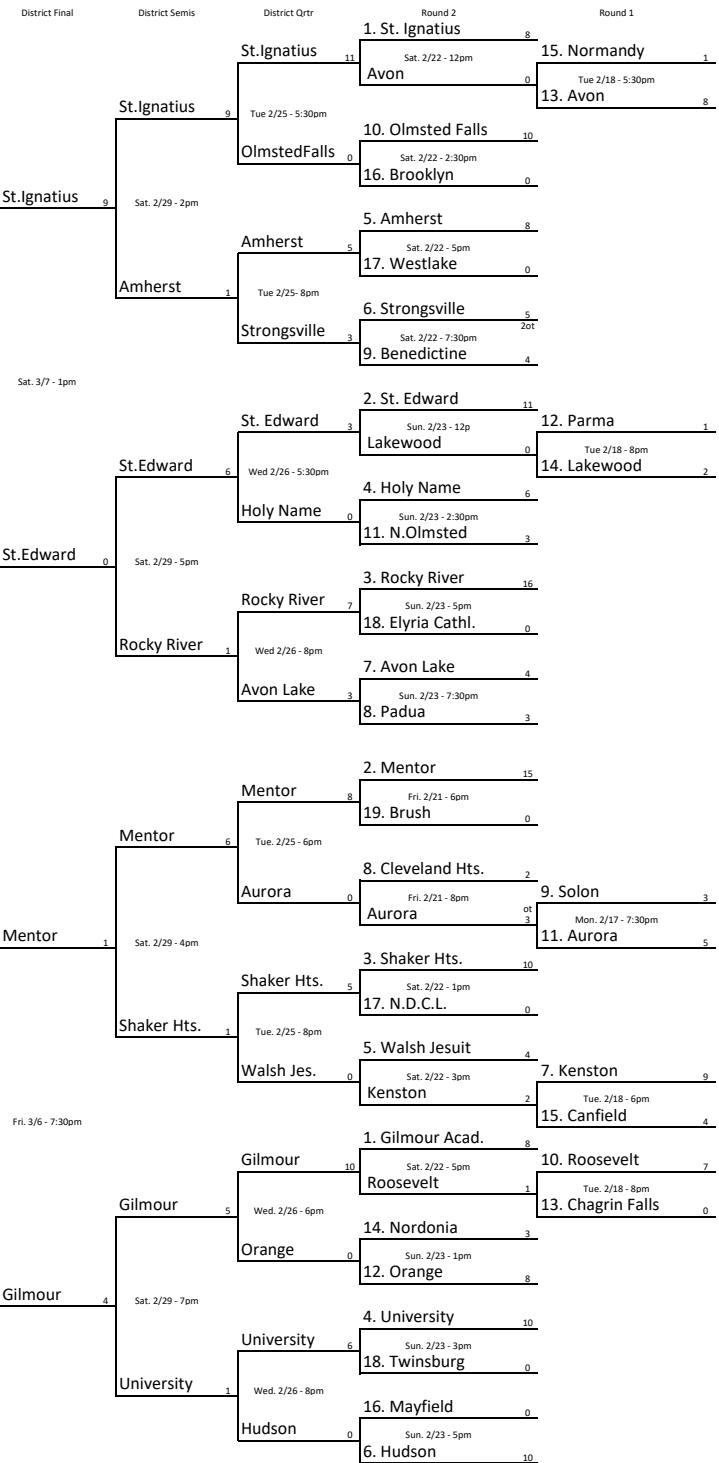 District Final District Semis District Qrtr Round 2 Round 1
1. St. Ignatius 8
St.Ignatius 11 Sat. 2/22 - 12pm 15. Normandy 1
Avon 0 Tue 2/18 - 5:30pm
St.Ignatius 9 Tue 2/25 - 5:30pm 13. Avon 8
10. Olmsted Falls 10
OlmstedFalls 0 Sat. 2/22 - 2:30pm
16. Brooklyn 0
St.Ignatius 9 Sat. 2/29 - 2pm
5. Amherst 8
Amherst 5 Sat. 2/22 - 5pm
17. Westlake 0
Amherst 1 Tue 2/25- 8pm
6. Strongsville 5
2ot
Strongsville 3 Sat. 2/22 - 7:30pm
9. Benedictine 4
Sat. 3/7 - 1pm
2. St. Edward 11
St. Edward 3 Sun. 2/23 - 12p 12. Parma 1
Lakewood 0 Tue 2/18 - 8pm
St.Edward 6 Wed 2/26 - 5:30pm 14. Lakewood 2
4. Holy Name 6
Holy Name 0 Sun. 2/23 - 2:30pm
11. N.Olmsted 3
St.Edward 0 Sat. 2/29 - 5pm
3. Rocky River 16
Rocky River 7 Sun. 2/23 - 5pm
18. Elyria Cathl. 0
Rocky River 1 Wed 2/26 - 8pm
7. Avon Lake 4
Avon Lake 3 Sun. 2/23 - 7:30pm
8. Padua 3
2. Mentor 15
Mentor 8 Fri. 2/21 - 6pm
19. Brush 0
Mentor 6 Tue. 2/25 - 6pm
8. Cleveland Hts. 2
Aurora 0 Fri. 2/21 - 8pm 9. Solon 3
ot
Aurora 3 Mon. 2/17 - 7:30pm
Mentor 1 Sat. 2/29 - 4pm 11. Aurora 5
3. Shaker Hts. 10
Shaker Hts. 5 Sat. 2/22 - 1pm
17. N.D.C.L. 0
Shaker Hts. 1 Tue. 2/25 - 8pm
5. Walsh Jesuit 4
Walsh Jes. 0 Sat. 2/22 - 3pm 7. Kenston 9
Kenston 2 Tue. 2/18 - 6pm
Fri. 3/6 - 7:30pm 15. Canfield 4
1. Gilmour Acad. 8
Gilmour 10 Sat. 2/22 - 5pm 10. Roosevelt 7
Roosevelt 1 Tue. 2/18 - 8pm
Gilmour 5 Wed. 2/26 - 6pm 13. Chagrin Falls 0
14. Nordonia 3
Orange 0 Sun. 2/23 - 1pm
12. Orange 8
Gilmour 4 Sat. 2/29 - 7pm
4. University 10
University 6 Sun. 2/23 - 3pm
18. Twinsburg 0
University 1 Wed. 2/26 - 8pm
16. Mayfield 0
Hudson 0 Sun. 2/23 - 5pm
6. Hudson 10